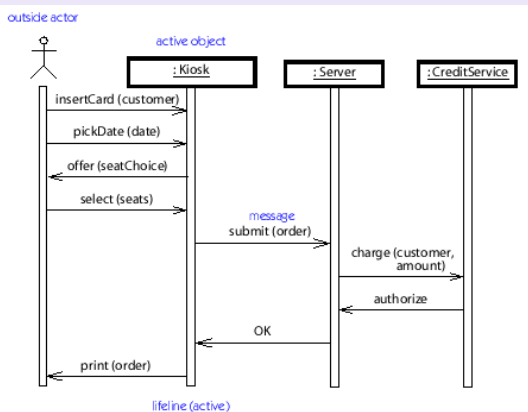 outside actor
active object
: Kiosk
: Server
: CreditService
insertCard (customer)
pickDate (date)
offer (seatChoice)
select (seats)
message
submit (order)
charge (customer,
amount)
authorize
OK
print (order)
lifeline (active)